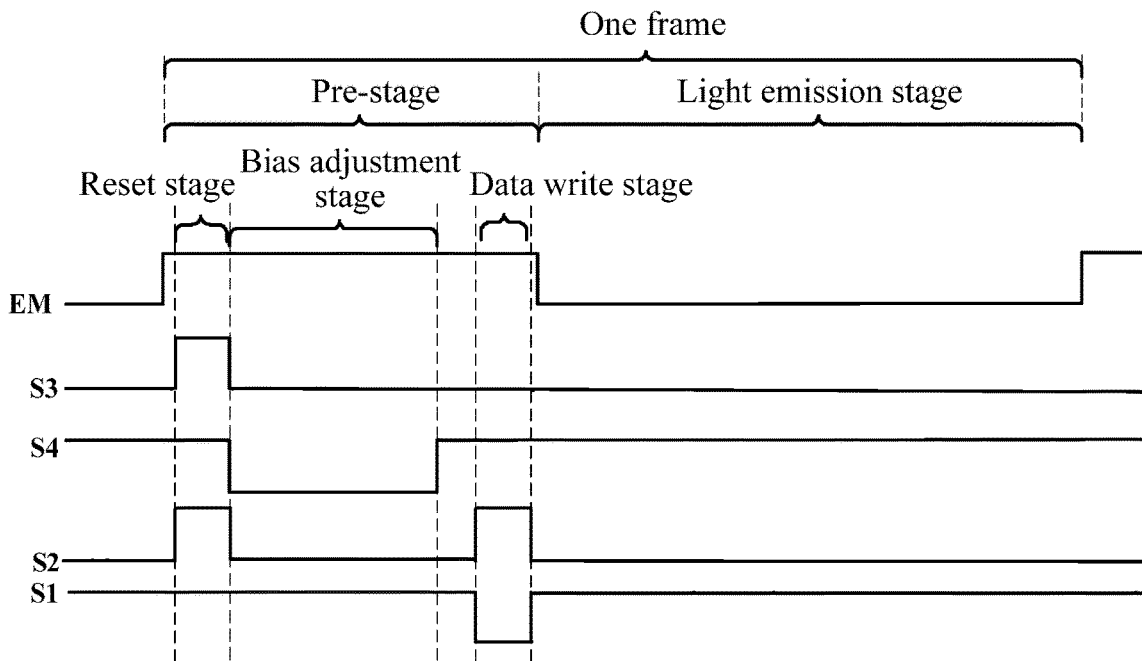 One frame
Pre-stage
Light emission stage
Reset stage
Bias adjustment
stage
Data write stage
EM
S3
S4
S2
S1